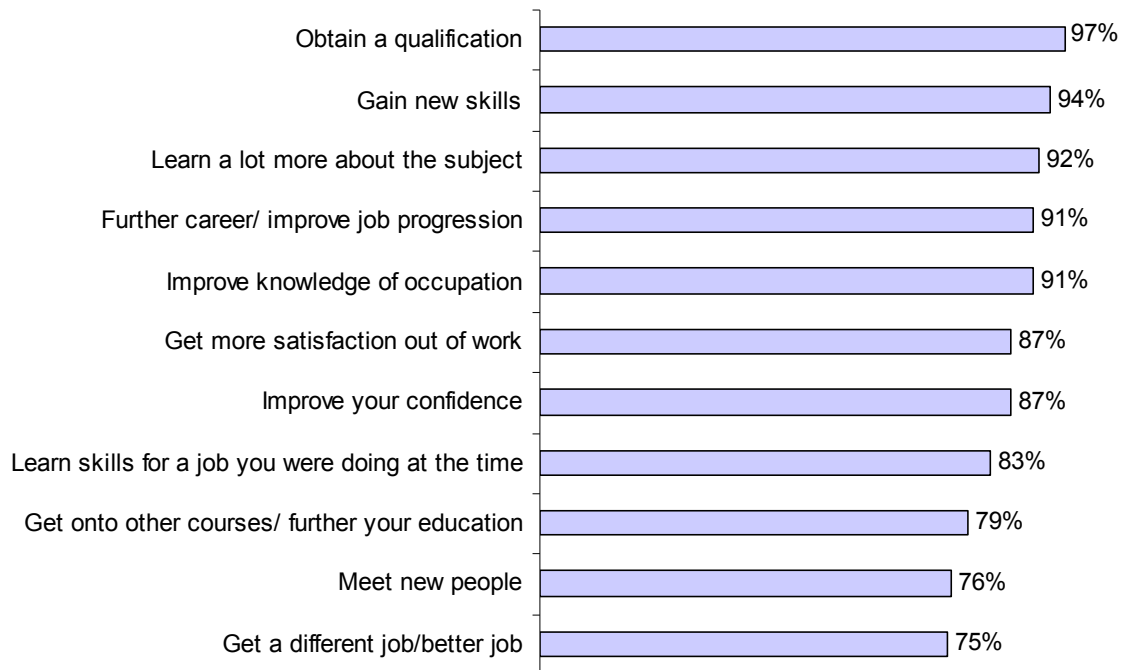 Obtain a qualification 97%
Gain new skills 94%
Learn a lot more about the subject 92%
Further career/ improve job progression 91%
Improve knowledge of occupation 91%
Get more satisfaction out of work 87%
Improve your confidence 87%
Learn skills for a job you were doing at the time 83%
Get onto other courses/ further your education 79%
Meet new people 76%
Get a different job/better job 75%